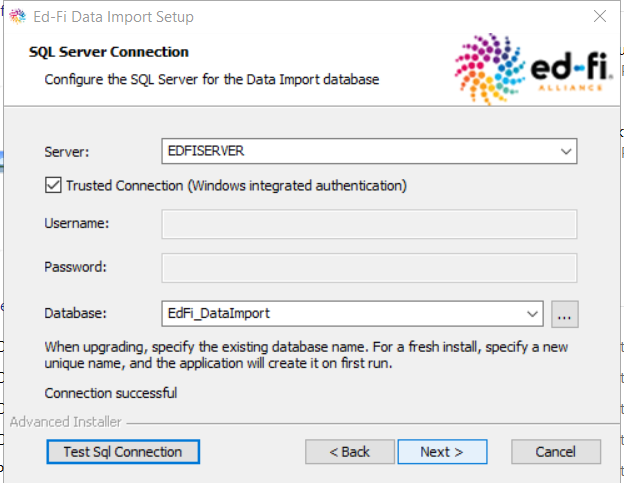 Ed-Fi Data Import Setup
SQL Server Connection
Configure the SQL Server for the Data Import database
ed-fi.
ALLIANCE
Server:
EDFISERVER
Trusted Connection (Windows integrated authentication)
Username:
Password:
Database:
EdFi_DataImport
...
When upgrading, specify the existing database name. For a fresh install, specify a new
unique name, and the application will create it on first run.
Connection successful
Advanced Installer
Test Sql Connection
< Back
Next >
Cancel